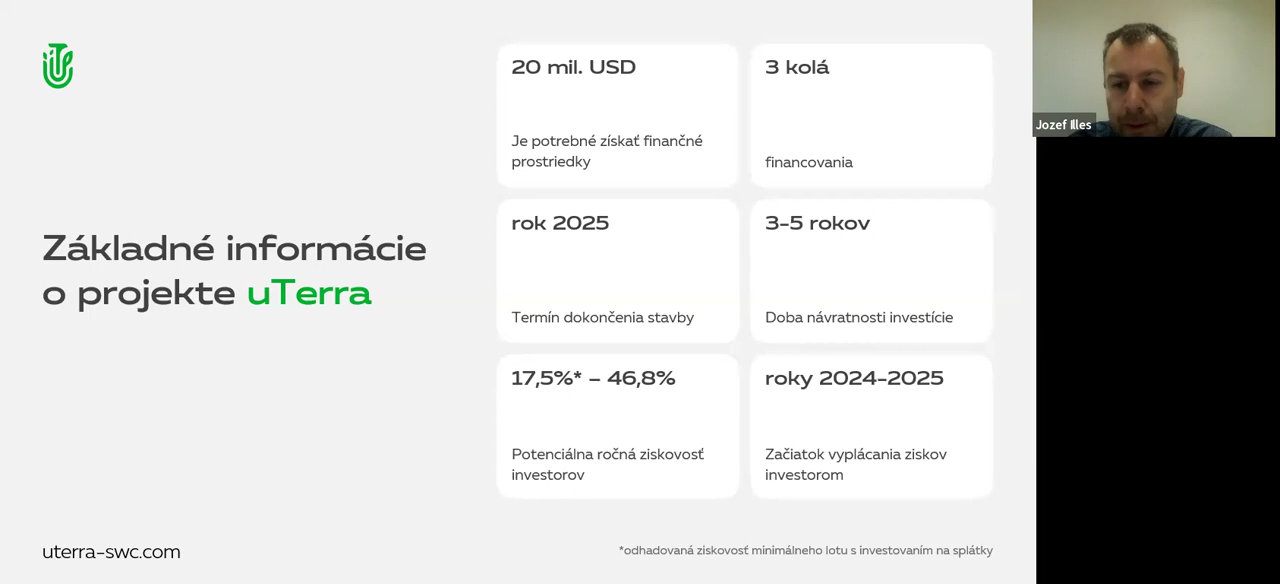 Základné informácie
o projekte uTerra
20 mil. USD
Je potrebné získať finančné
prostriedky
3 kolá
financovania
rok 2025
Termín dokončenia stavby
3-5 rokov
Doba návratnosti investície
17,5%* – 46,8%
Potenciálna ročná ziskovosť
investorov
roky 2024-2025
Začiatok vyplácania ziskov
investorom
uterra-swc.com
*odhadovaná ziskovosť minimálneho lotu s investovaním na splátky
Jozef Illes